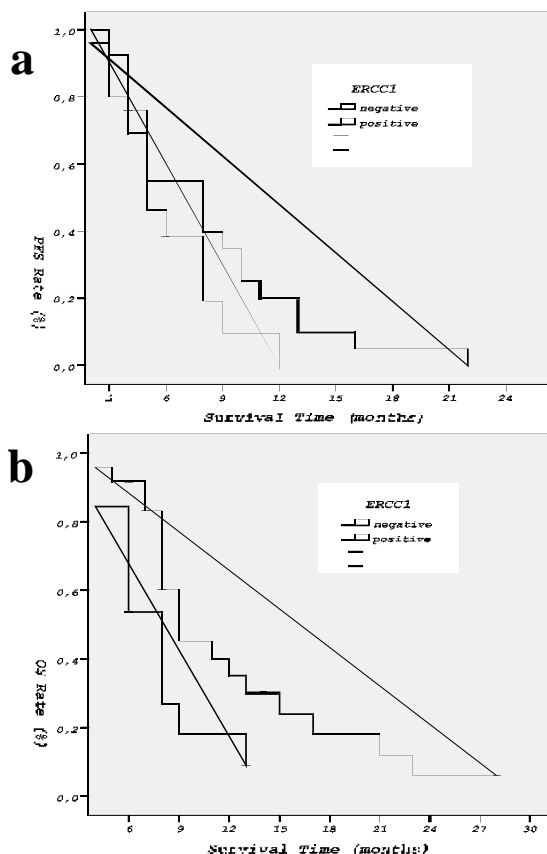 a
1,0
0,8
0,6
0,4
0,2
0,0
PFS Rate (%)
ERCC1
negative
positive
1 6 9 12 15 18 21 24
Survival Time (months)
b
1,0
0,8
0,6
0,4
0,2
0,0
OS Rate (%)
ERCC1
negative
positive
6 9 12 15 18 21 24 27 30
Survival Time (months)